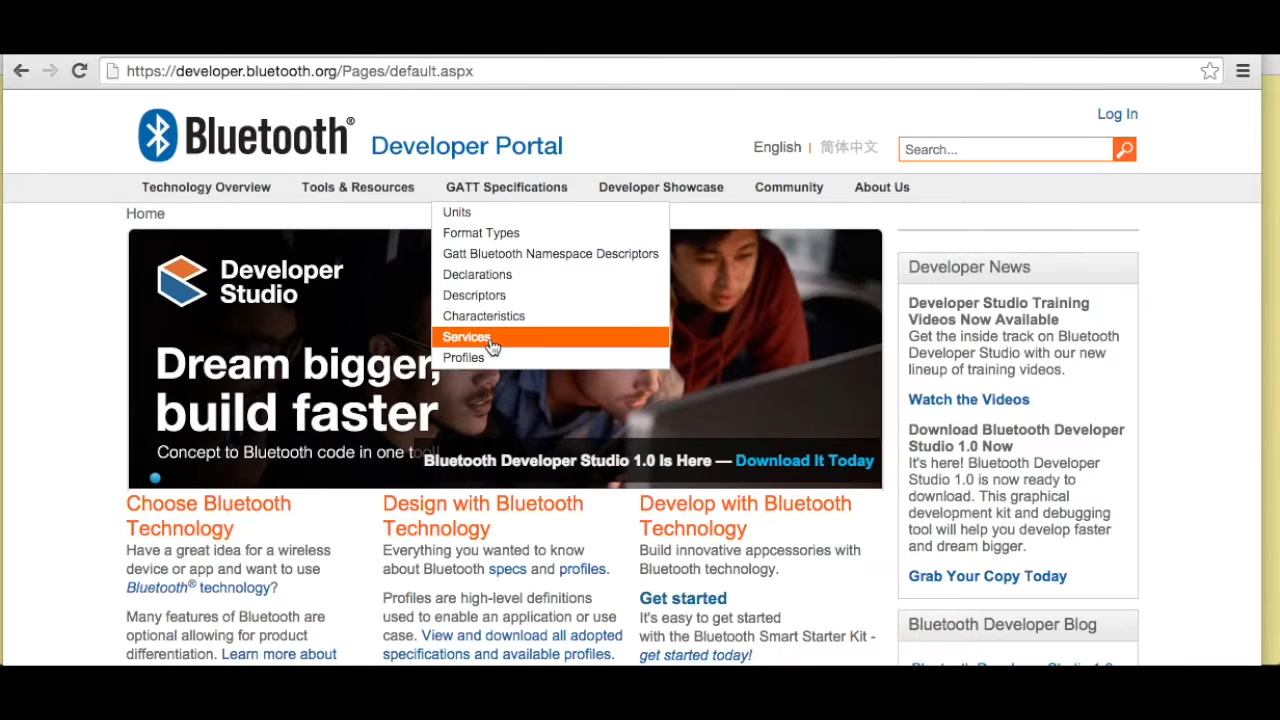 https://developer.bluetooth.org/Pages/default.aspx
Log In
Bluetooth®
Developer Portal
English | 简体中文
Search...
Technology Overview
Tools & Resources
GATT Specifications
Developer Showcase
Community
About Us
Home
Units
Format Types
Gatt Bluetooth Namespace Descriptors
Declarations
Descriptors
Characteristics
Services
Profiles
Developer
Studio
Dream bigger,
build faster
Concept to Bluetooth code in one tool!
Bluetooth Developer Studio 1.0 Is Here — Download It Today
Choose Bluetooth
Technology
Have a great idea for a wireless
device or app and want to use
Bluetooth® technology?
Many features of Bluetooth are
optional allowing for product
differentiation. Learn more about
Design with Bluetooth
Technology
Everything you wanted to know
about Bluetooth specs and profiles.
Profiles are high-level definitions
used to enable an application or use
case. View and download all adopted
specifications and available profiles.
Develop with Bluetooth
Technology
Build innovative appcessories with
Bluetooth technology.
Get started
It's easy to get started
with the Bluetooth Smart Starter Kit -
get started today!
Developer News
Developer Studio Training
Videos Now Available
Get the inside track on Bluetooth
Developer Studio with our new
lineup of training videos.
Watch the Videos
Download Bluetooth Developer
Studio 1.0 Now
It's here! Bluetooth Developer
Studio 1.0 is now ready to
download. This graphical
development kit and debugging
tool will help you develop faster
and dream bigger.
Grab Your Copy Today
Bluetooth Developer Blog
Bluetooth Developer Studio 1.0